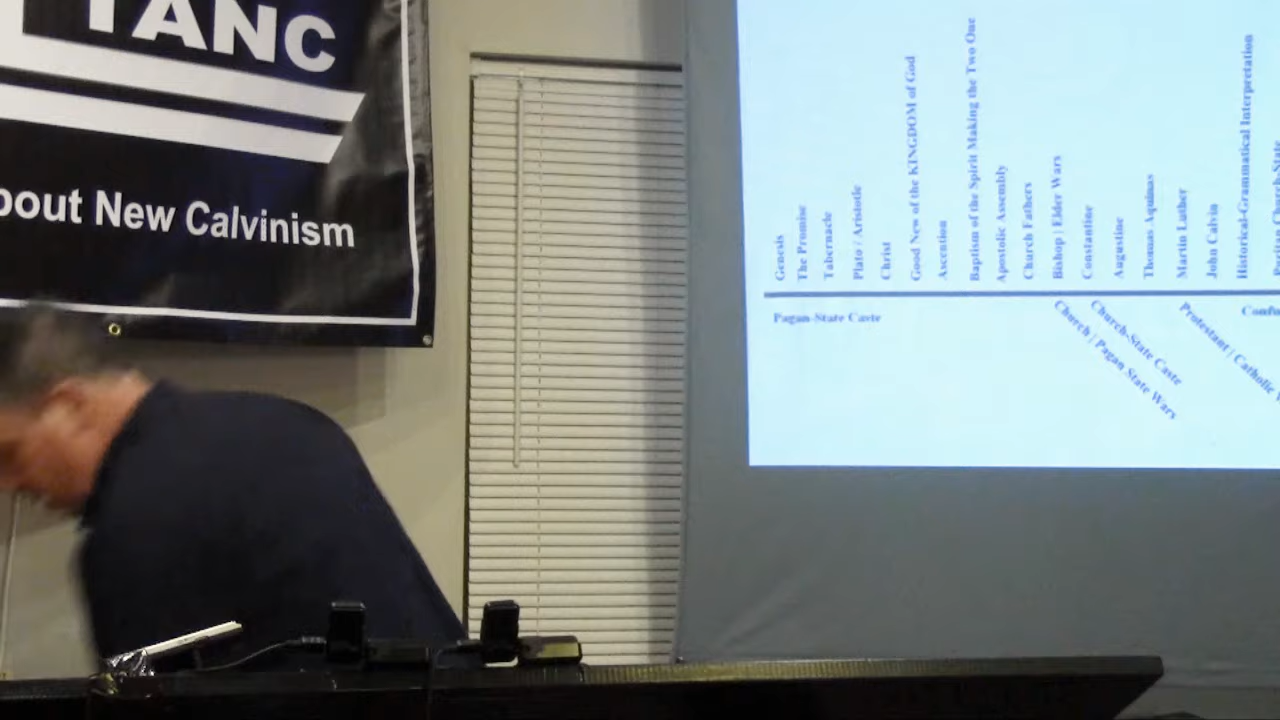 TANC
bout New Calvinism
Genesis
The Promise
Tabernacle
Plato / Aristotle
Christ
Good New of the KINGDOM of God
Ascention
Baptism of the Spirit Making the Two One
Apostolic Assembly
Church Fathers
Bishop | Elder Wars
Constantine
Augustine
Thomas Aquinas
Martin Luther
John Calvin
Historical-Grammatical Interpretation
Church-State
Pagan-State Caste
Church | Pagan State Wars
Church-State Caste
Protestant | Catholic
Confu